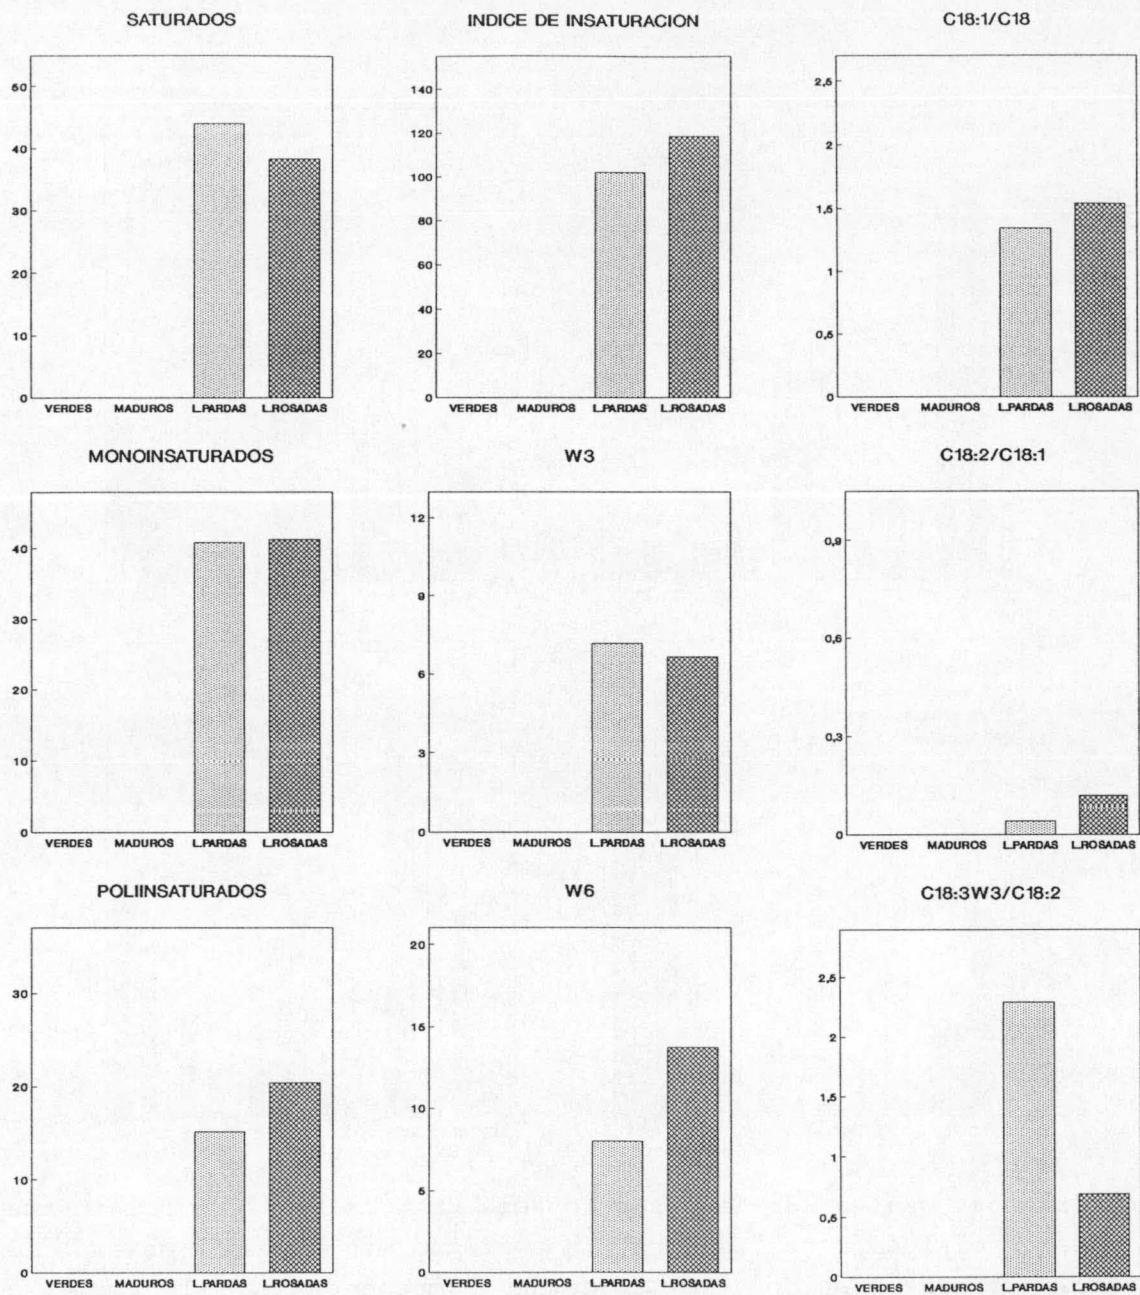 SATURADOS
50
40
30
20
10
0
VERDES MADUROS L.PARDAS L.ROSADAS
INDICE DE INSATURACION
140
120
100
80
60
40
20
0
VERDES MADUROS L.PARDAS L.ROSADAS
C18:1/C18
2,5
2
1,5
1
0,5
0
VERDES MADUROS L.PARDAS L.ROSADAS
MONOINSATURADOS
40
30
20
10
0
VERDES MADUROS L.PARDAS L.ROSADAS
W3
12
9
6
3
0
VERDES MADUROS L.PARDAS L.ROSADAS
C18:2/C18:1
0,9
0,6
0,3
0
VERDES MADUROS L.PARDAS L.ROSADAS
POLIINSATURADOS
30
20
10
0
VERDES MADUROS L.PARDAS L.ROSADAS
W6
20
15
10
5
0
VERDES MADUROS L.PARDAS L.ROSADAS
C18:3W3/C18:2
2,5
2
1,5
1
0,5
0
VERDES MADUROS L.PARDAS L.ROSADAS